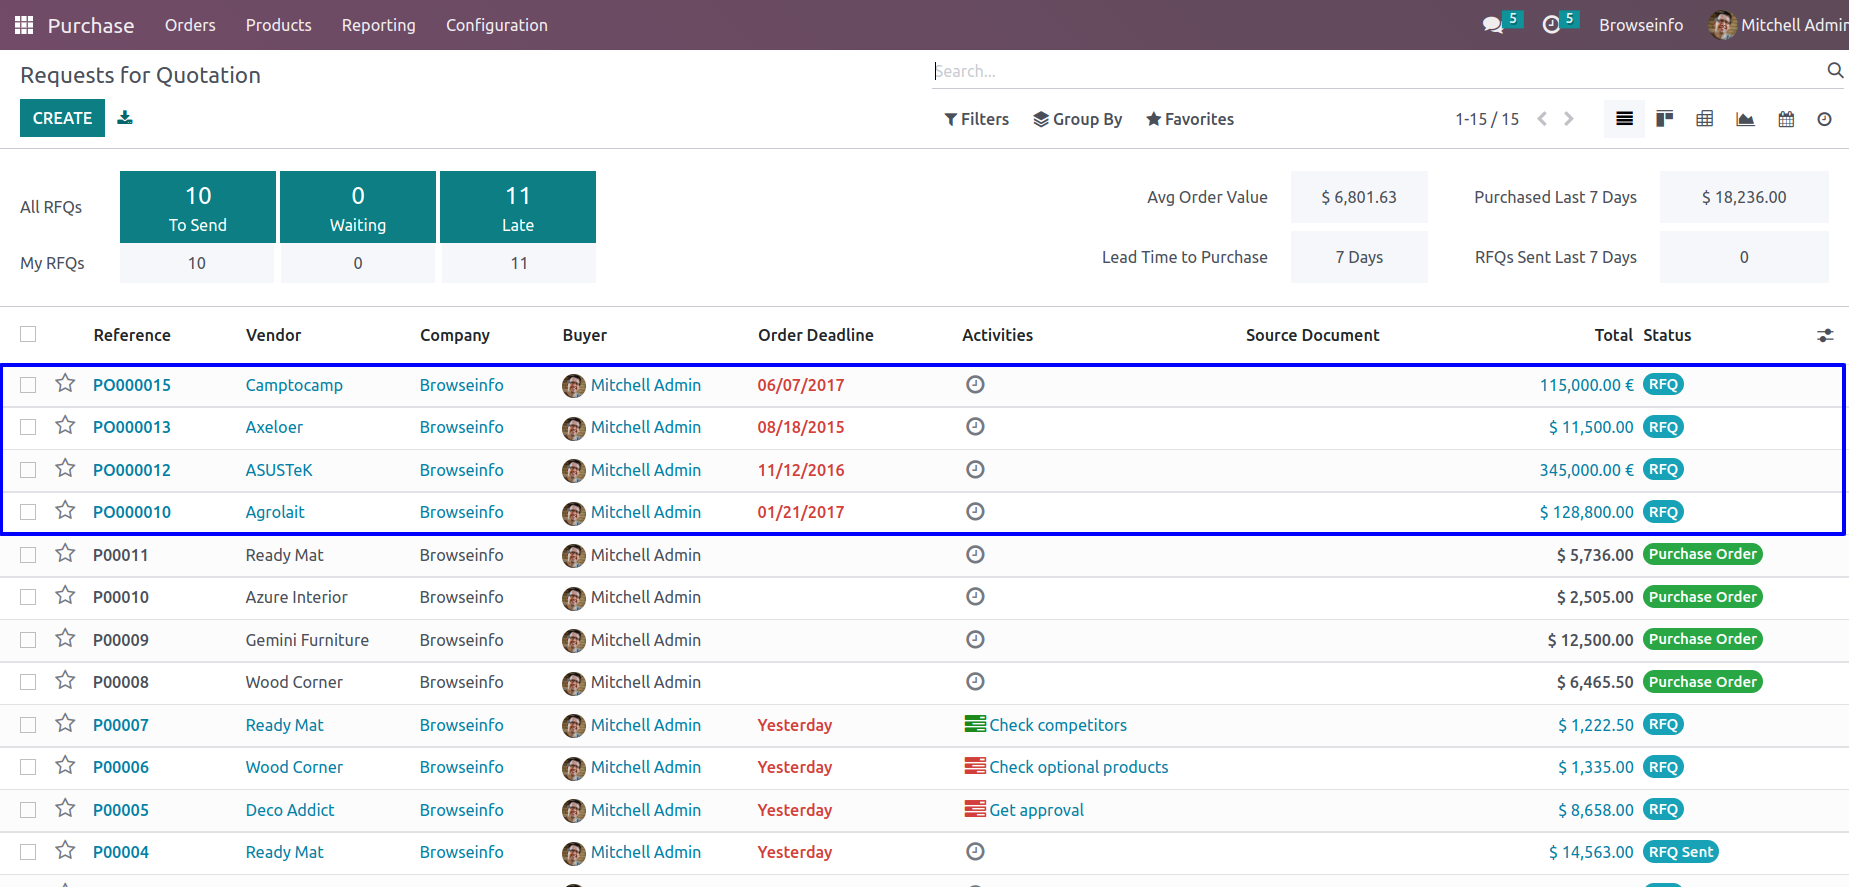 Purchase Orders Products Reporting Configuration 5 5 Browseinfo Mitchell Admin
Requests for Quotation Search...
CREATE Filters Group By Favorites 1-15 / 15
All RFQs 10 To Send 0 Waiting 11 Late Avg Order Value $ 6,801.63 Purchased Last 7 Days $ 18,236.00
My RFQs 10 0 11 Lead Time to Purchase 7 Days RFQs Sent Last 7 Days 0
Reference Vendor Company Buyer Order Deadline Activities Source Document Total Status
PO000015 Camptocamp Browseinfo Mitchell Admin 06/07/2017 115,000.00 € RFQ
PO000013 Axeloer Browseinfo Mitchell Admin 08/18/2015 $ 11,500.00 RFQ
PO000012 ASUSTeK Browseinfo Mitchell Admin 11/12/2016 345,000.00 € RFQ
PO000010 Agrolait Browseinfo Mitchell Admin 01/21/2017 $ 128,800.00 RFQ
P00011 Ready Mat Browseinfo Mitchell Admin $ 5,736.00 Purchase Order
P00010 Azure Interior Browseinfo Mitchell Admin $ 2,505.00 Purchase Order
P00009 Gemini Furniture Browseinfo Mitchell Admin $ 12,500.00 Purchase Order
P00008 Wood Corner Browseinfo Mitchell Admin $ 6,465.50 Purchase Order
P00007 Ready Mat Browseinfo Mitchell Admin Yesterday Check competitors $ 1,222.50 RFQ
P00006 Wood Corner Browseinfo Mitchell Admin Yesterday Check optional products $ 1,335.00 RFQ
P00005 Deco Addict Browseinfo Mitchell Admin Yesterday Get approval $ 8,658.00 RFQ
P00004 Ready Mat Browseinfo Mitchell Admin Yesterday $ 14,563.00 RFQ Sent